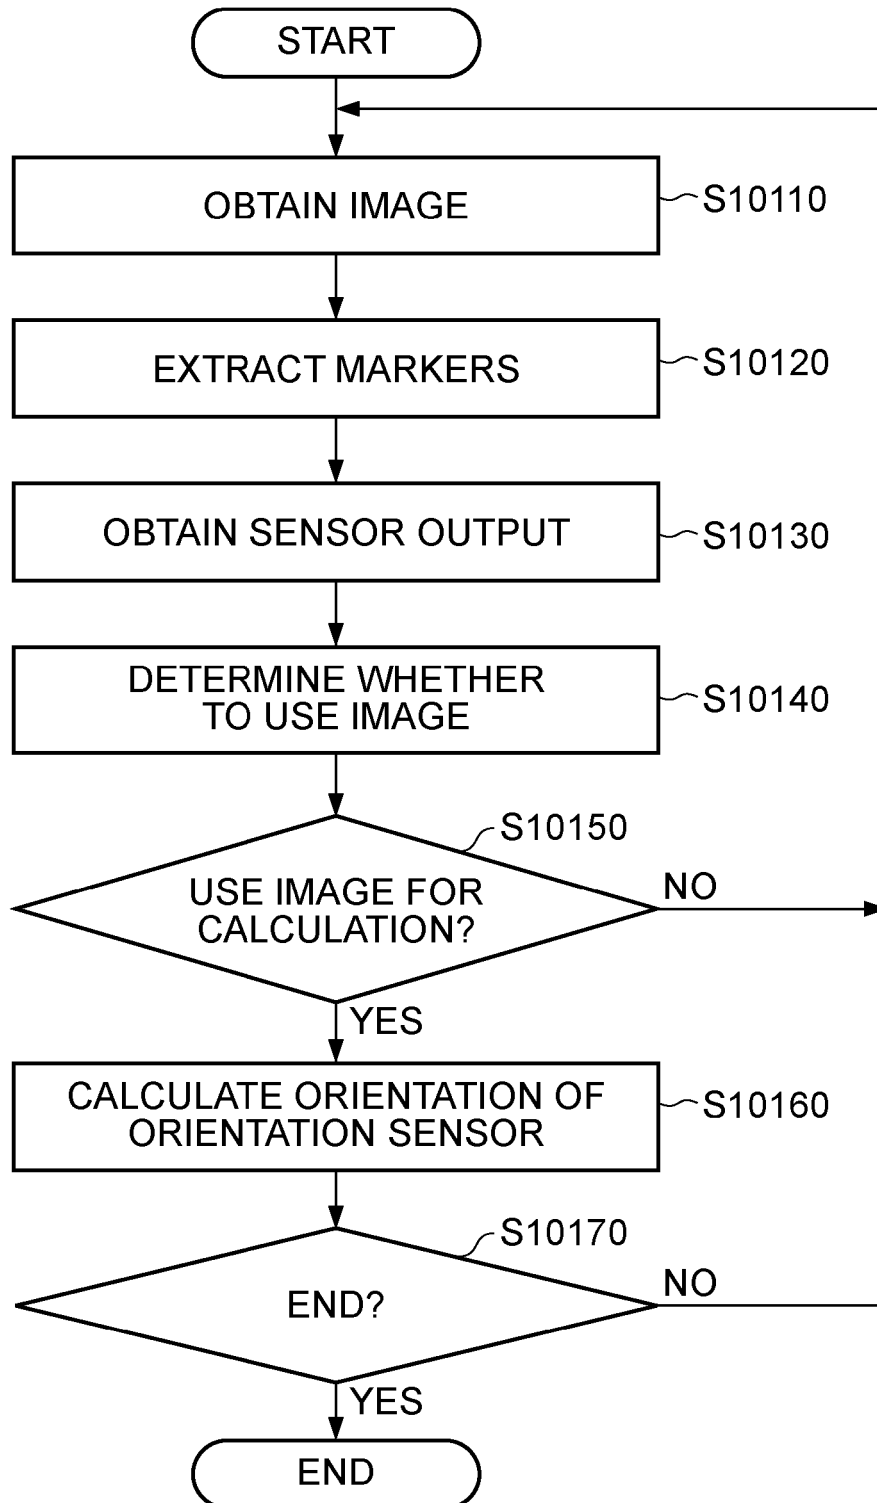 START
OBTAIN IMAGE
S10110
EXTRACT MARKERS
S10120
OBTAIN SENSOR OUTPUT
S10130
DETERMINE WHETHER
TO USE IMAGE
S10140
S10150
USE IMAGE FOR
CALCULATION?
NO
YES
CALCULATE ORIENTATION OF
ORIENTATION SENSOR
S10160
S10170
END?
NO
YES
END